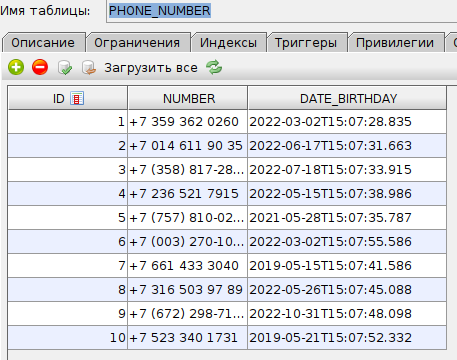 Имя таблицы: PHONE_NUMBER
Описание Ограничения Индексы Триггеры Привилегии
Загрузить все
ID NUMBER DATE_BIRTHDAY
1 +7 359 362 0260 2022-03-02T15:07:28.835
2 +7 014 611 90 35 2022-06-17T15:07:31.663
3 +7 (358) 817-28... 2022-07-18T15:07:33.915
4 +7 236 521 7915 2022-05-15T15:07:38.986
5 +7 (757) 810-02... 2021-05-28T15:07:35.787
6 +7 (003) 270-10... 2022-03-02T15:07:55.586
7 +7 661 433 3040 2019-05-15T15:07:41.586
8 +7 316 503 97 89 2022-05-26T15:07:45.088
9 +7 (672) 298-71... 2022-10-31T15:07:48.098
10 +7 523 340 1731 2019-05-21T15:07:52.332